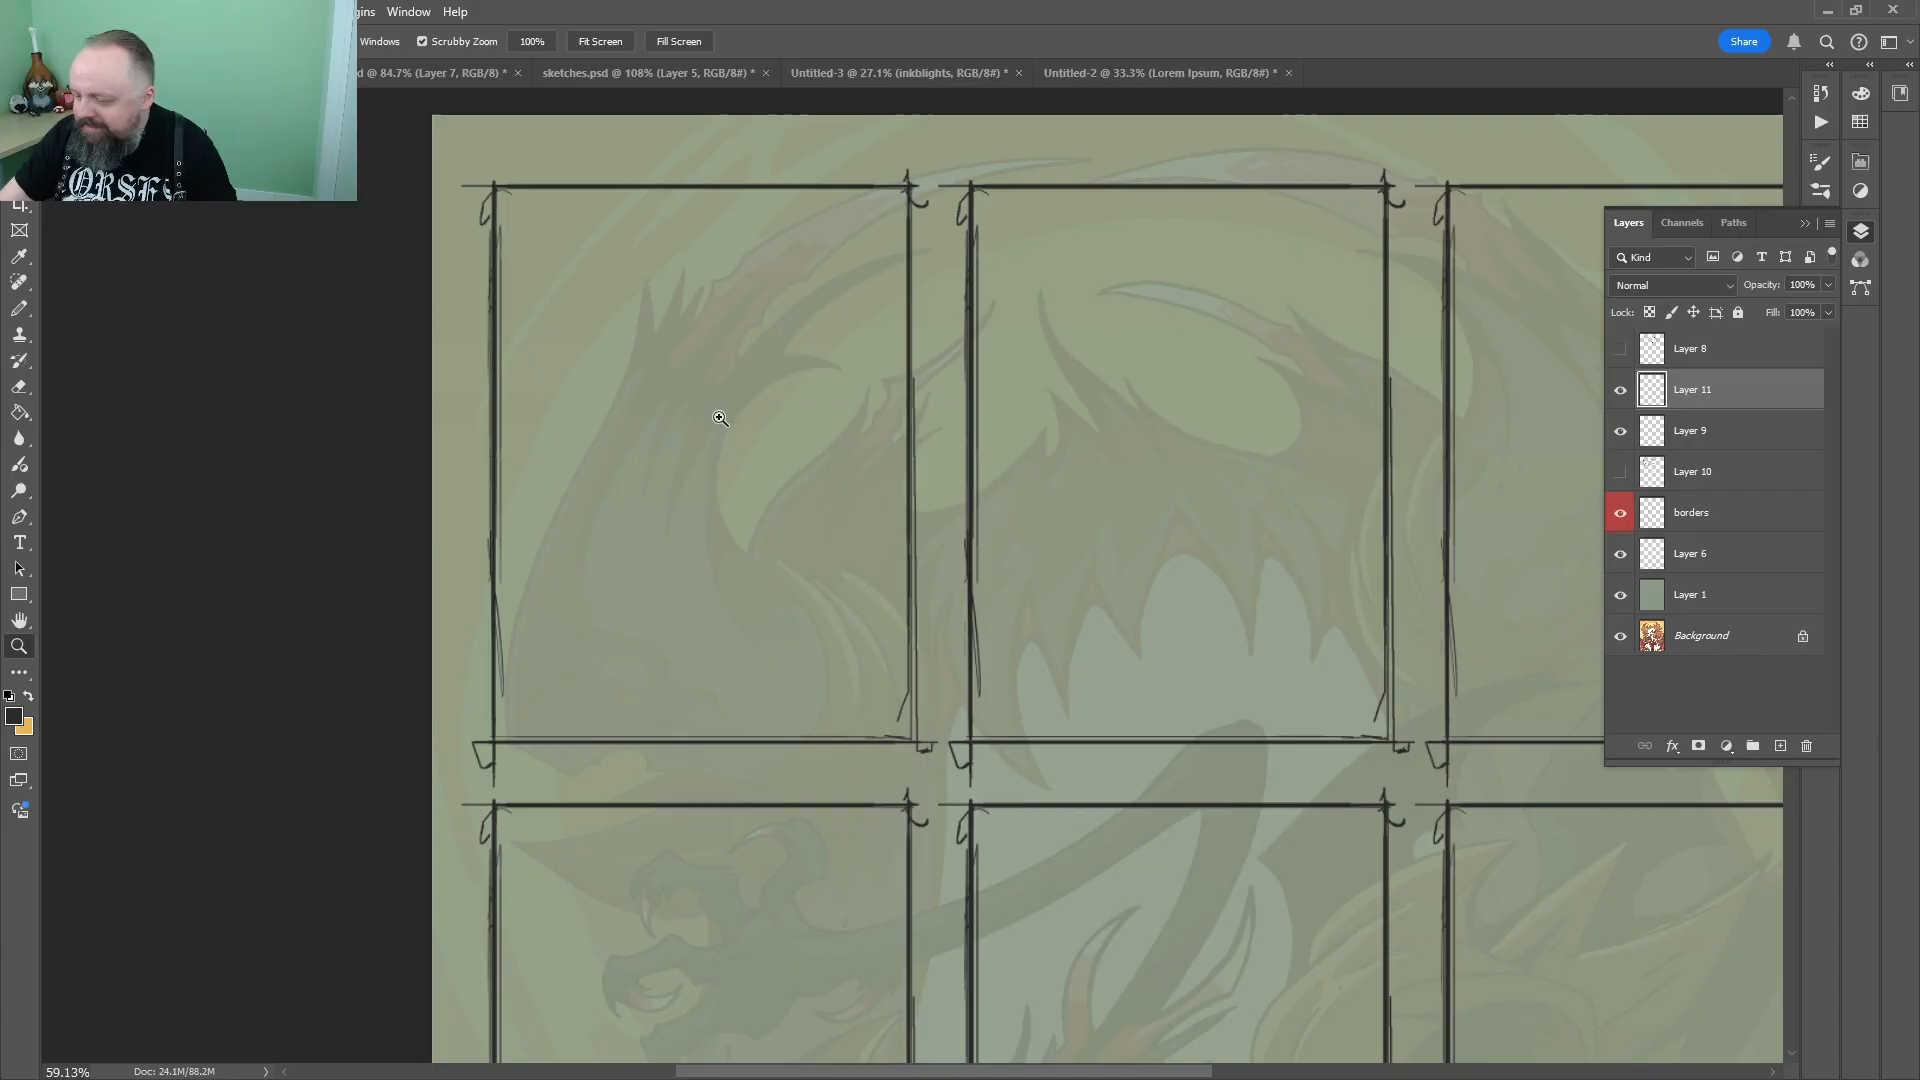 gins Window Help
Windows Scrubby Zoom 100% Fit Screen Fill Screen Share
d @ 84.7% (Layer 7, RGB/8) * × sketches.psd @ 108% (Layer 5, RGB/8#) * × Untitled-3 @ 27.1% (inkblights, RGB/8#) * × Untitled-2 @ 33.3% (Lorem Ipsum, RGB/8#) * ×
Layers Channels Paths
Kind
Normal Opacity: 100%
Lock: Fill: 100%
Layer 8
Layer 11
Layer 9
Layer 10
borders
Layer 6
Layer 1
Background
59.13% Doc: 24.1M/88.2M